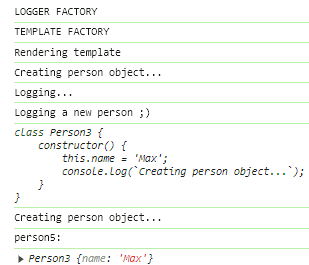 LOGGER FACTORY
TEMPLATE FACTORY
Rendering template
Creating person object...
Logging...
Logging a new person ;)
class Person3 {
    constructor() {
        this.name = 'Max';
        console.log(`Creating person object...`);
    }
}
Creating person object...
person5:
▶ Person3 {name: 'Max'}